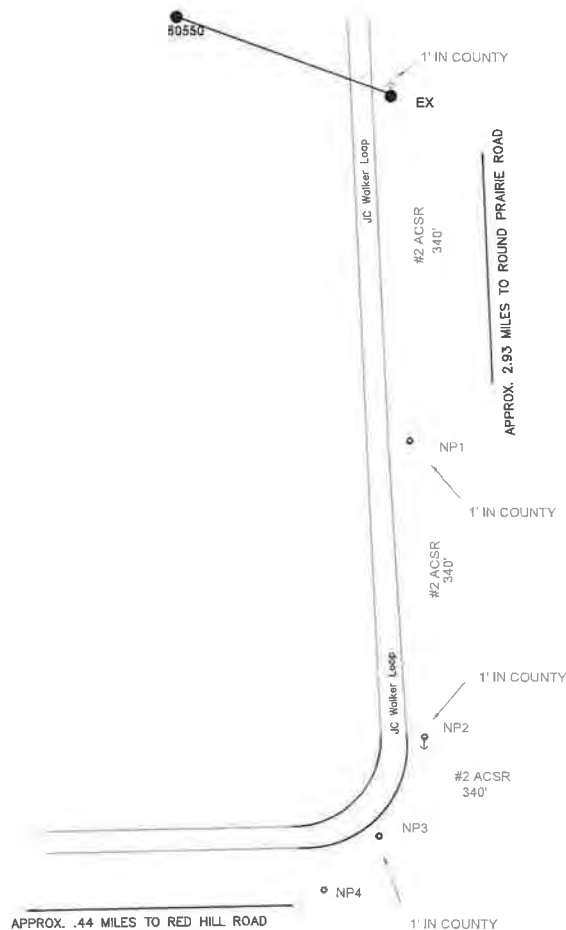 80550
1' IN COUNTY
EX
JC Walker Loop
#2 ACSR
340'
APPROX. 2.93 MILES TO ROUND PRAIRIE ROAD
NP1
1' IN COUNTY
#2 ACSR
340'
JC Walker Loop
1' IN COUNTY
NP2
#2 ACSR
340'
NP3
NP4
APPROX. .44 MILES TO RED HILL ROAD
1' IN COUNTY